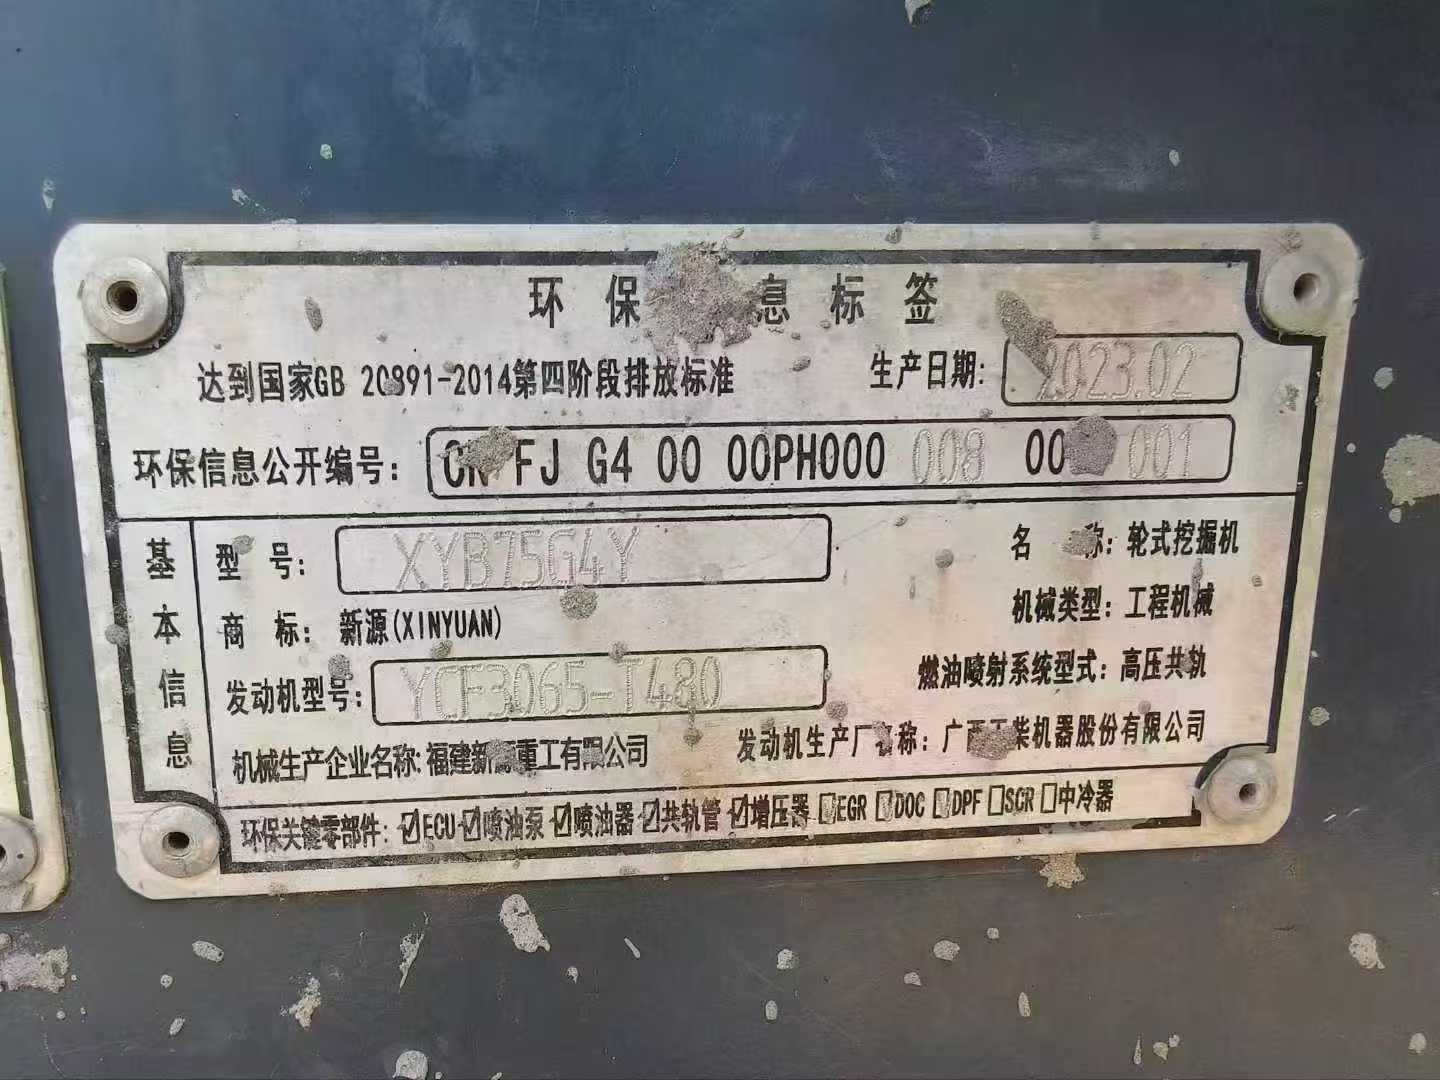 环保 息标签
达到国家GB 20891-2014第四阶段排放标准 生产日期: 2023.02
环保信息公开编号: CN FJ G4 00 00PH000 008 00 001
基本信息
型号: XYB75G4Y 名 称: 轮式挖掘机
商标: 新源(XINYUAN) 机械类型: 工程机械
发动机型号: YCF3065-T480 燃油喷射系统型式: 高压共轨
机械生产企业名称: 福建新 重工有限公司 发动机生产厂名称: 广西 柴机器股份有限公司
环保关键零部件: ☑ECU ☑喷油泵 ☑喷油器 ☑共轨管 ☑增压器 ☑EGR ☑DOC ☑DPF □SCR □中冷器